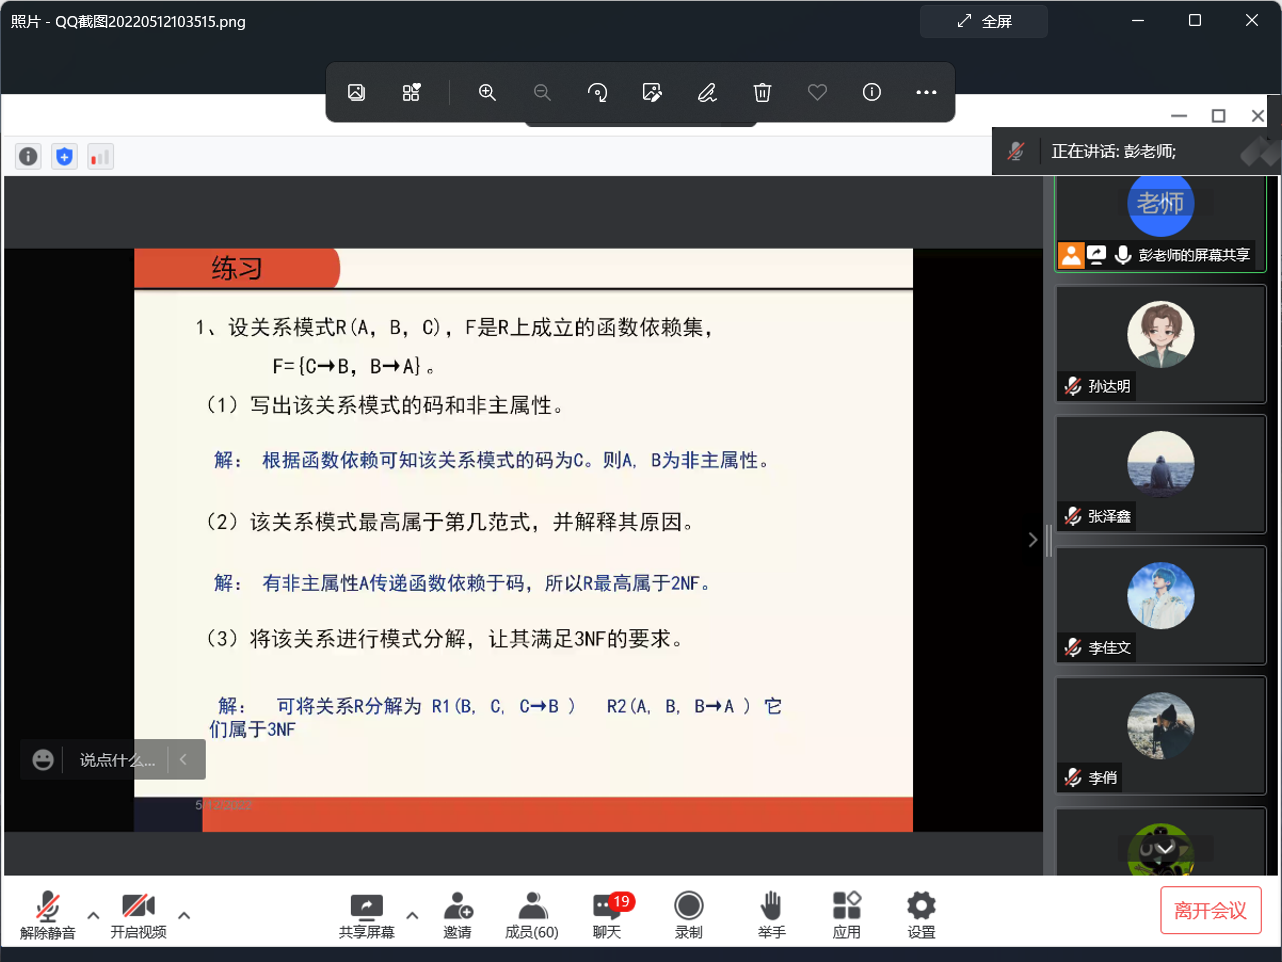 照片 - QQ截图20220512103515.png
全屏
正在讲话: 彭老师;
老师
彭老师的屏幕共享
练习
1、设关系模式R(A, B, C), F是R上成立的函数依赖集,
F={C→B, B→A}。
(1) 写出该关系模式的码和非主属性。
解: 根据函数依赖可知该关系模式的码为C。则A, B为非主属性。
(2) 该关系模式最高属于第几范式, 并解释其原因。
解: 有非主属性A传递函数依赖于码, 所以R最高属于2NF。
(3) 将该关系进行模式分解, 让其满足3NF的要求。
解: 可将关系R分解为 R1(B, C, C→B ) R2(A, B, B→A ) 它
们属于3NF
5/12/2022
孙达明
张泽鑫
李佳文
李俏
说点什么...
解除静音
开启视频
共享屏幕
邀请
成员(60)
19
聊天
录制
举手
应用
设置
离开会议